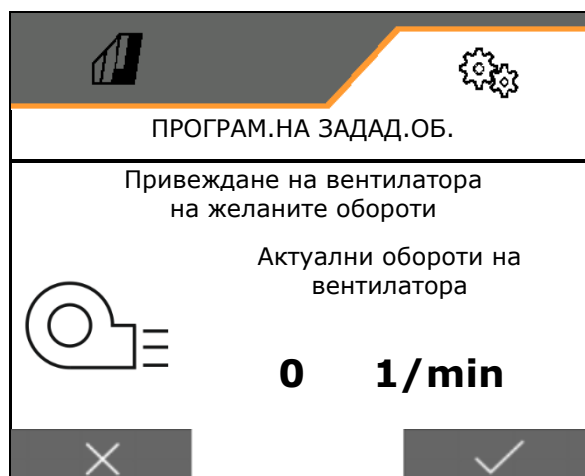 ПРОГРАМ.НА ЗАДАД.ОБ.
Привеждане на вентилатора
на желаните обороти
Актуални обороти на
вентилатора
0 1/min